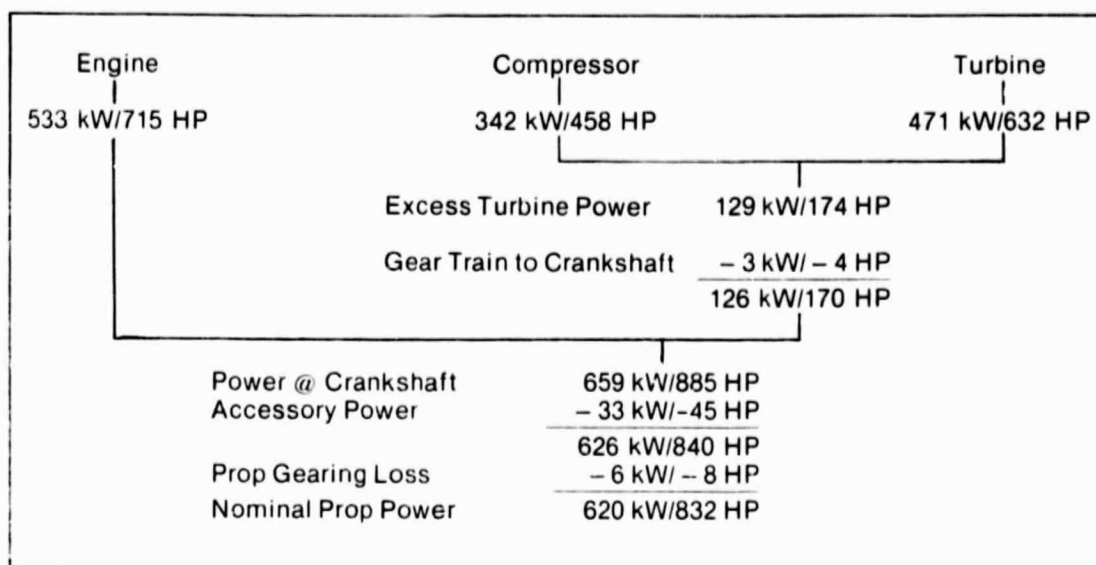 Engine Compressor Turbine
533 kW/715 HP 342 kW/458 HP 471 kW/632 HP
Excess Turbine Power 129 kW/174 HP
Gear Train to Crankshaft – 3 kW/ – 4 HP
126 kW/170 HP
Power @ Crankshaft 659 kW/885 HP
Accessory Power – 33 kW/-45 HP
626 kW/840 HP
Prop Gearing Loss – 6 kW/ – 8 HP
Nominal Prop Power 620 kW/832 HP